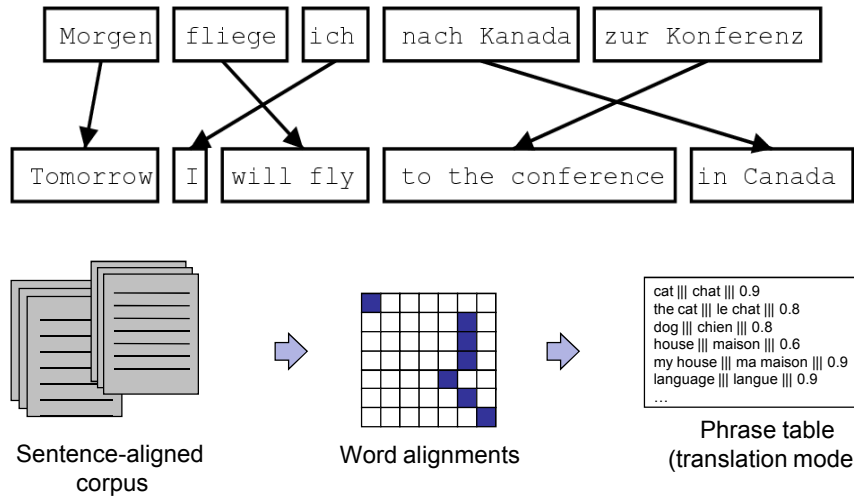 Morgen fliege ich nach Kanada zur Konferenz
Tomorrow I will fly to the conference in Canada
cat ||| chat ||| 0.9
the cat ||| le chat ||| 0.8
dog ||| chien ||| 0.8
house ||| maison ||| 0.6
my house ||| ma maison ||| 0.9
language ||| langue ||| 0.9
…
Sentence-aligned
corpus
Word alignments
Phrase table
(translation mode